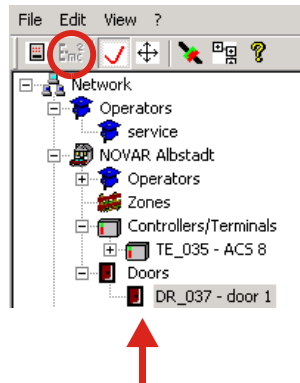 File Edit View ?
E=mc²
Network
Operators
service
NOVAR Albstadt
Operators
Zones
Controllers/Terminals
TE_035 - ACS 8
Doors
DR_037 - door 1